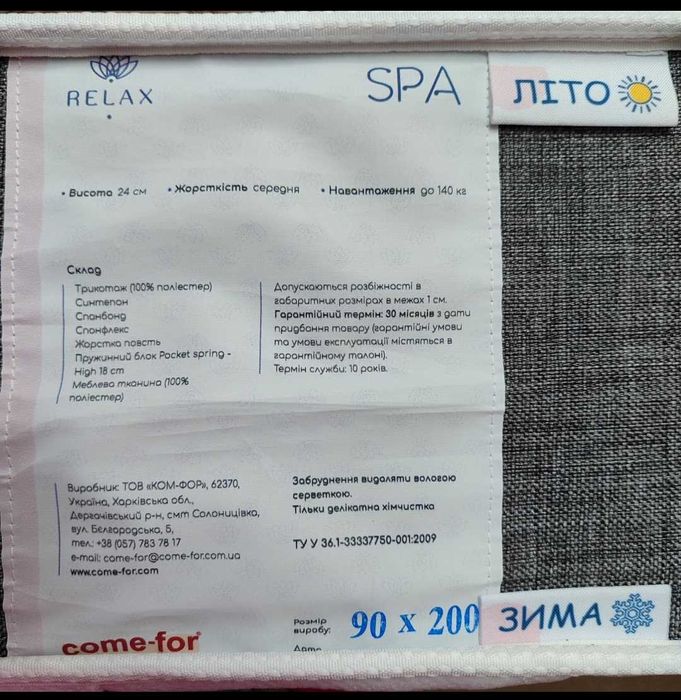 RELAX
SPA
ЛІТО
• Висота 24 см • Жорсткість середня • Навантаження до 140 кг
Склад
Трикотаж (100% поліестер)
Синтепон
Спанбонд
Спонфлекс
Жорстка повсть
Пружинний блок Pocket spring -
High 18 cm
Меблева тканина (100%
поліестер)
Допускаються розбіжності в
габаритних розмірах в межах 1 см.
Гарантійний термін: 30 місяців з дати
придбання товару (гарантійні умови
та умови експлуатації містяться в
гарантійному талоні).
Термін служби: 10 років.
Виробник: ТОВ «КОМ-ФОР», 62370,
Україна, Харківська обл.,
Дергачівський р-н, смт Солоницівка,
вул. Бєлгородська, 5,
тел.: +38 (057) 783 78 17
e-mail: come-for@come-for.com.ua
www.come-for.com
Забруднення видаляти вологою
серветкою.
Тільки делікатна хімчистка
ТУ У 36.1-33337750-001:2009
come-for®
Розмір
виробу: 90 x 200
Дата
ЗИМА